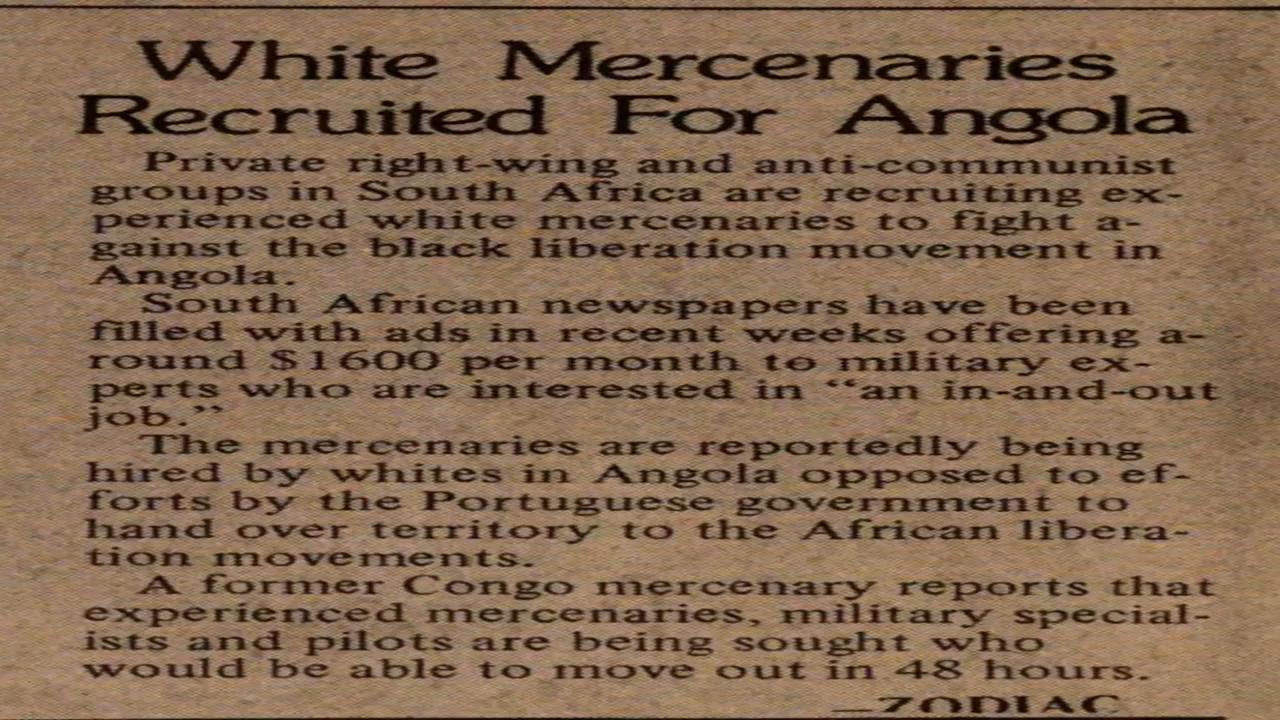 White Mercenaries
Recruited For Angola
Private right-wing and anti-communist
groups in South Africa are recruiting ex-
perienced white mercenaries to fight a-
gainst the black liberation movement in
Angola.
South African newspapers have been
filled with ads in recent weeks offering a-
round $1600 per month to military ex-
perts who are interested in “an in-and-out
job.”
The mercenaries are reportedly being
hired by whites in Angola opposed to ef-
forts by the Portuguese government to
hand over territory to the African libera-
tion movements.
A former Congo mercenary reports that
experienced mercenaries, military special-
ists and pilots are being sought who
would be able to move out in 48 hours.
—ZODIAC